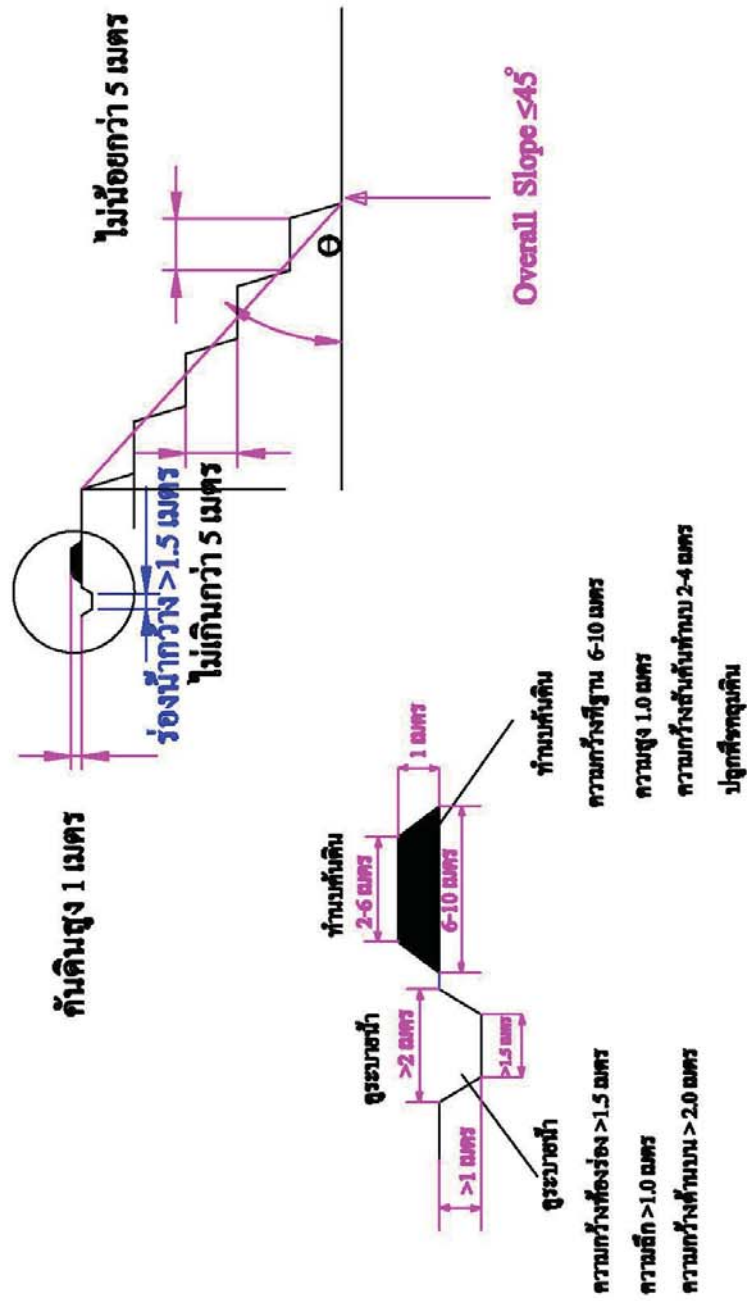 คันดินสูง 1 เมตร
ร่องน้ำกว้าง >1.5 เมตร
ไม่เกินกว่า 5 เมตร
ไม่น้อยกว่า 5 เมตร
θ
Overall Slope ≤45°
คูระบายน้ำ
>2 เมตร
>1 เมตร
>1.5 เมตร
ทำนบคันดิน
2-6 เมตร
1 เมตร
6-10 เมตร
คูระบายน้ำ
ความกว้างท้องร่อง >1.5 เมตร
ความลึก >1.0 เมตร
ความกว้างด้านบน > 2.0 เมตร
ทำนบคันดิน
ความกว้างที่ฐาน 6-10 เมตร
ความสูง 1.0 เมตร
ความกว้างสันคันทำนบ 2-4 เมตร
ปลูกพืชคลุมดิน